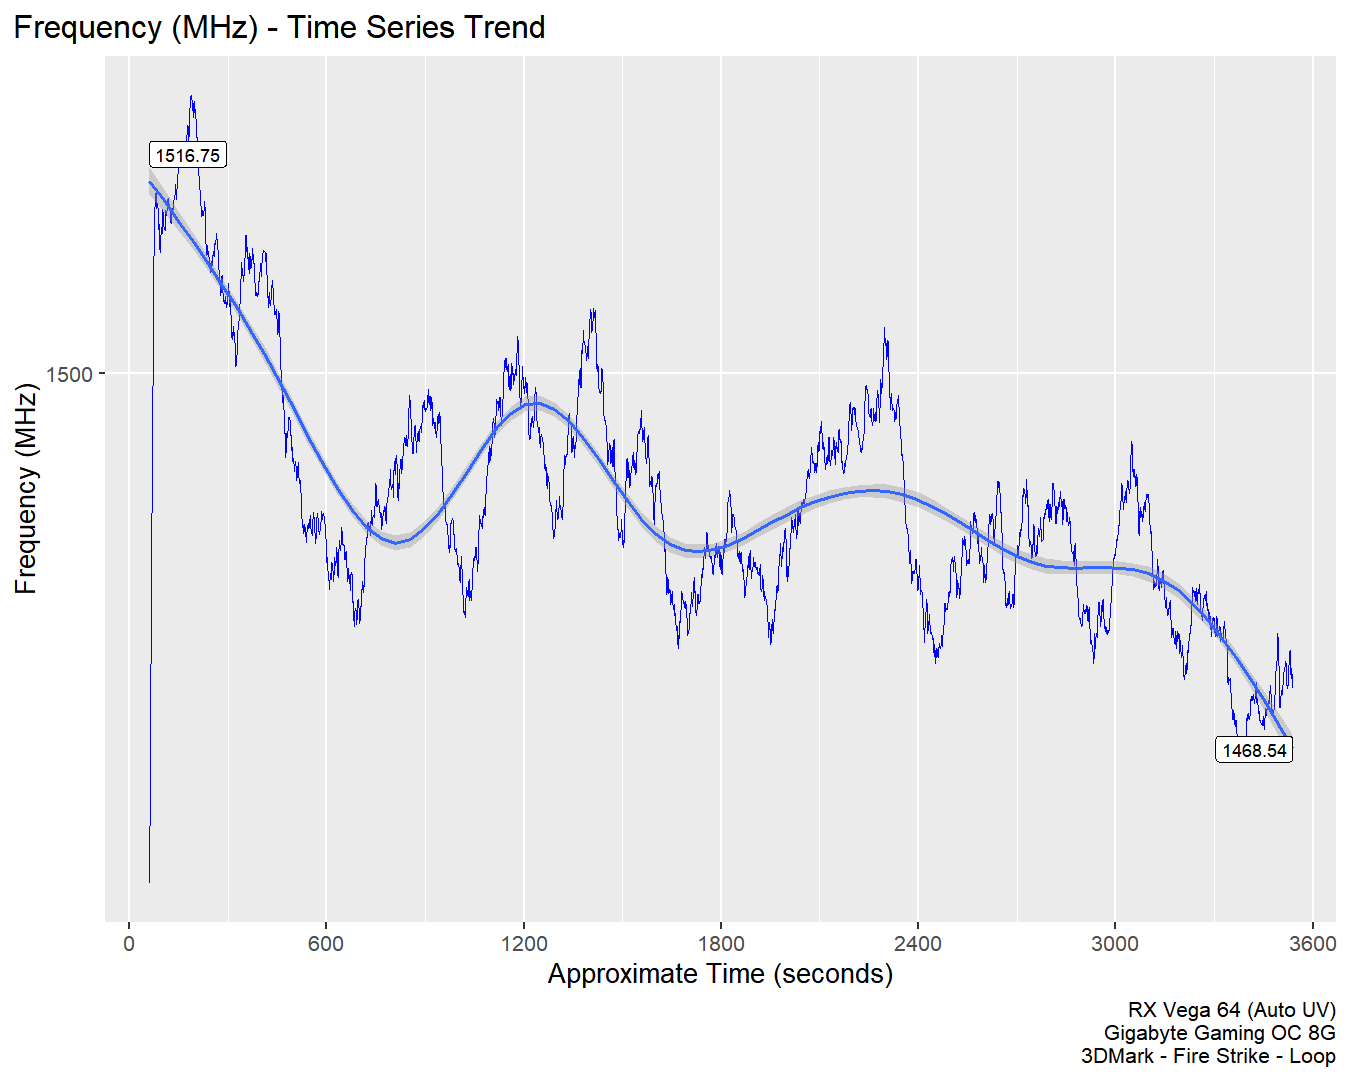 Frequency (MHz) - Time Series Trend
1516.75
1500
Frequency (MHz)
1468.54
0 600 1200 1800 2400 3000 3600
Approximate Time (seconds)
RX Vega 64 (Auto UV)
Gigabyte Gaming OC 8G
3DMark - Fire Strike - Loop